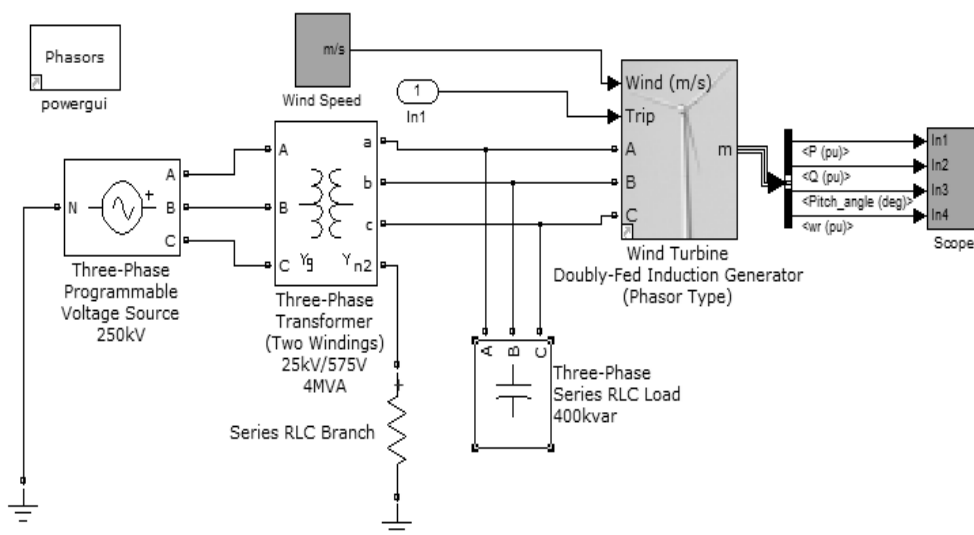 Phasors
powergui
m/s
Wind Speed
1
In1
Wind (m/s)
Trip
A
B
C
m
<P (pu)>
<Q (pu)>
<Pitch_angle (deg)>
<wr (pu)>
In1
In2
In3
In4
Scope
Wind Turbine
Doubly-Fed Induction Generator
(Phasor Type)
N
A
B
C
Three-Phase
Programmable
Voltage Source
250kV
A
B
C
a
b
c
Yg
Yn2
Three-Phase
Transformer
(Two Windings)
25kV/575V
4MVA
Series RLC Branch
A B C
Three-Phase
Series RLC Load
400kvar